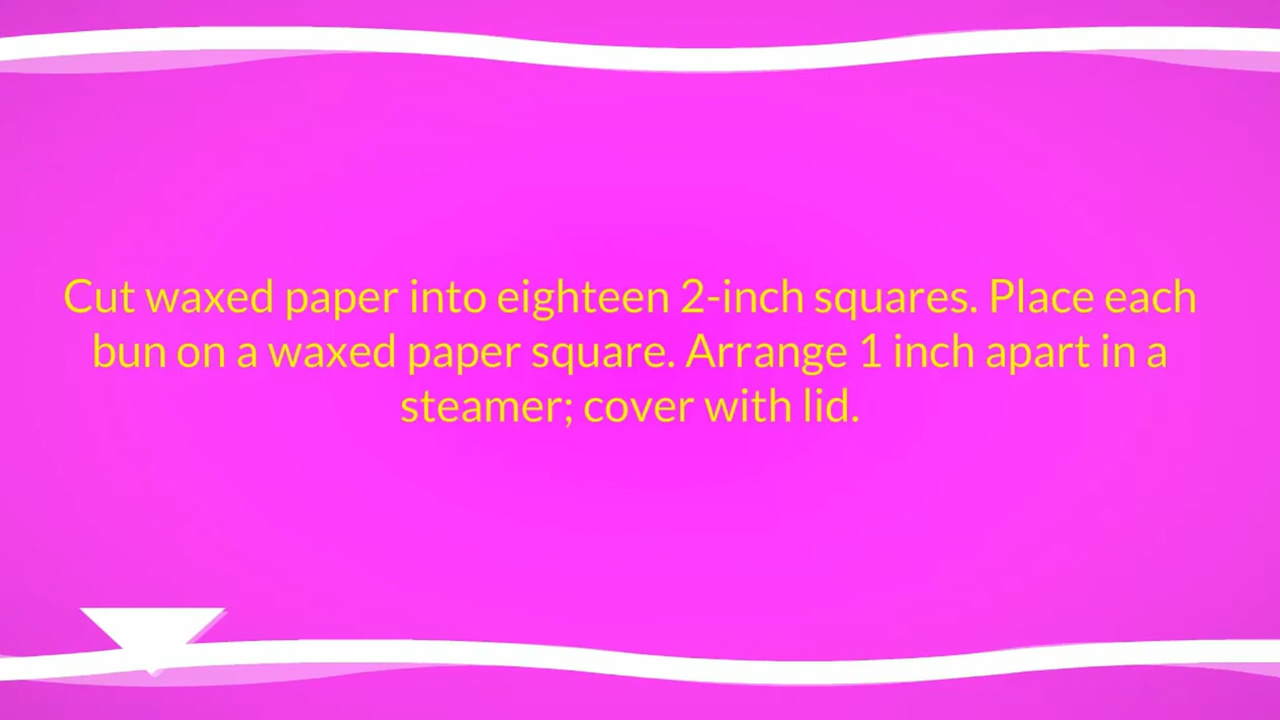 Cut waxed paper into eighteen 2-inch squares. Place each
bun on a waxed paper square. Arrange 1 inch apart in a
steamer; cover with lid.